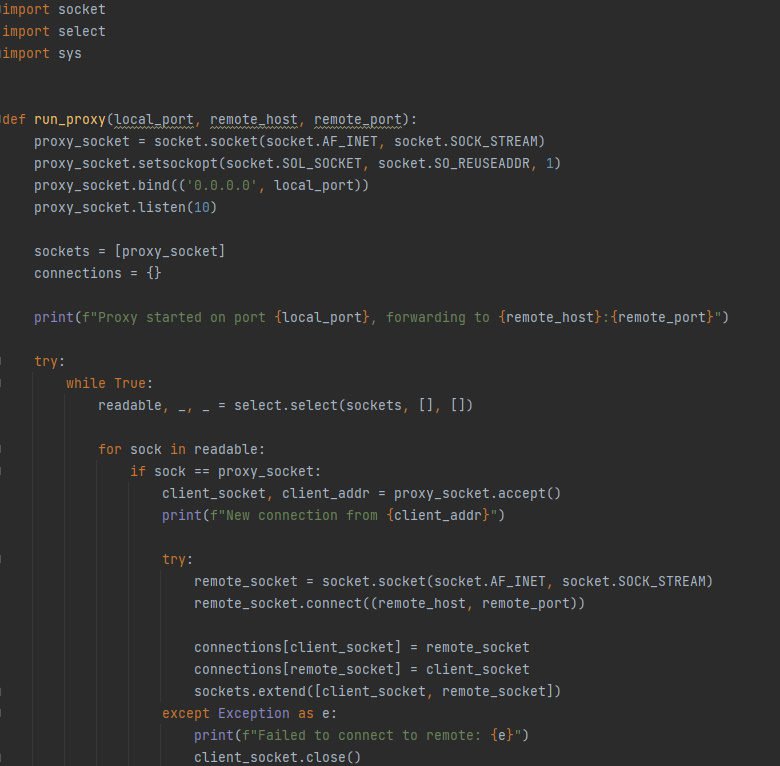 import socket
import select
import sys
def run_proxy(local_port, remote_host, remote_port):
    proxy_socket = socket.socket(socket.AF_INET, socket.SOCK_STREAM)
    proxy_socket.setsockopt(socket.SOL_SOCKET, socket.SO_REUSEADDR, 1)
    proxy_socket.bind(('0.0.0.0', local_port))
    proxy_socket.listen(10)
    sockets = [proxy_socket]
    connections = {}
    print(f"Proxy started on port {local_port}, forwarding to {remote_host}:{remote_port}")
    try:
        while True:
            readable, _, _ = select.select(sockets, [], [])
            for sock in readable:
                if sock == proxy_socket:
                    client_socket, client_addr = proxy_socket.accept()
                    print(f"New connection from {client_addr}")
                    try:
                        remote_socket = socket.socket(socket.AF_INET, socket.SOCK_STREAM)
                        remote_socket.connect((remote_host, remote_port))
                        connections[client_socket] = remote_socket
                        connections[remote_socket] = client_socket
                        sockets.extend([client_socket, remote_socket])
                    except Exception as e:
                        print(f"Failed to connect to remote: {e}")
                        client_socket.close()